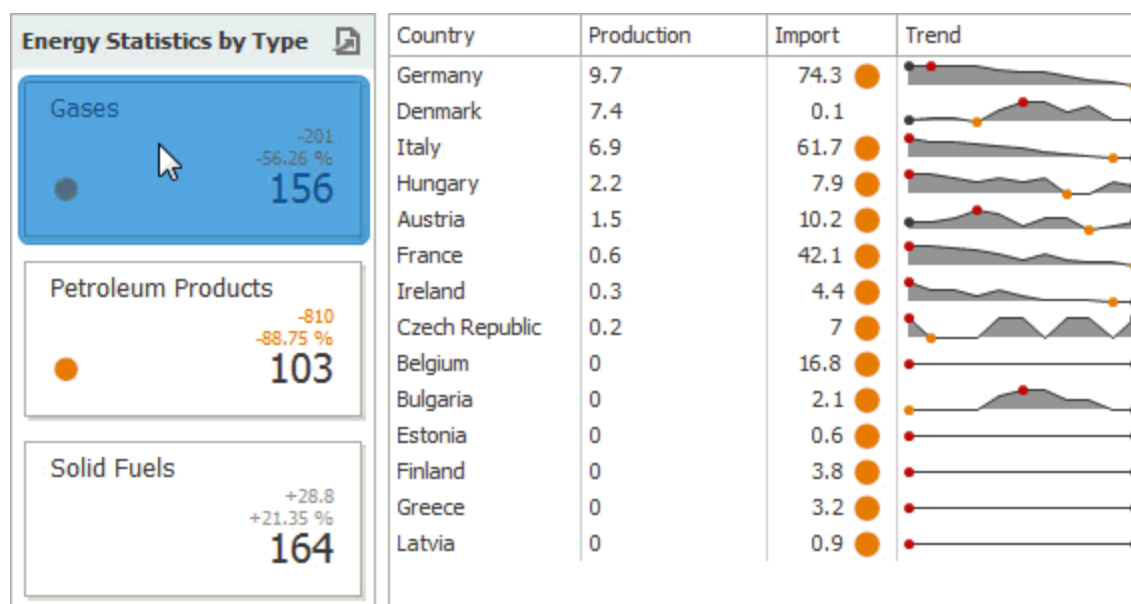 Energy Statistics by Type
Gases
-201
-56.26 %
156
Petroleum Products
-810
-88.75 %
103
Solid Fuels
+28.8
+21.35 %
164
Country Production Import Trend
Germany 9.7 74.3
Denmark 7.4 0.1
Italy 6.9 61.7
Hungary 2.2 7.9
Austria 1.5 10.2
France 0.6 42.1
Ireland 0.3 4.4
Czech Republic 0.2 7
Belgium 0 16.8
Bulgaria 0 2.1
Estonia 0 0.6
Finland 0 3.8
Greece 0 3.2
Latvia 0 0.9